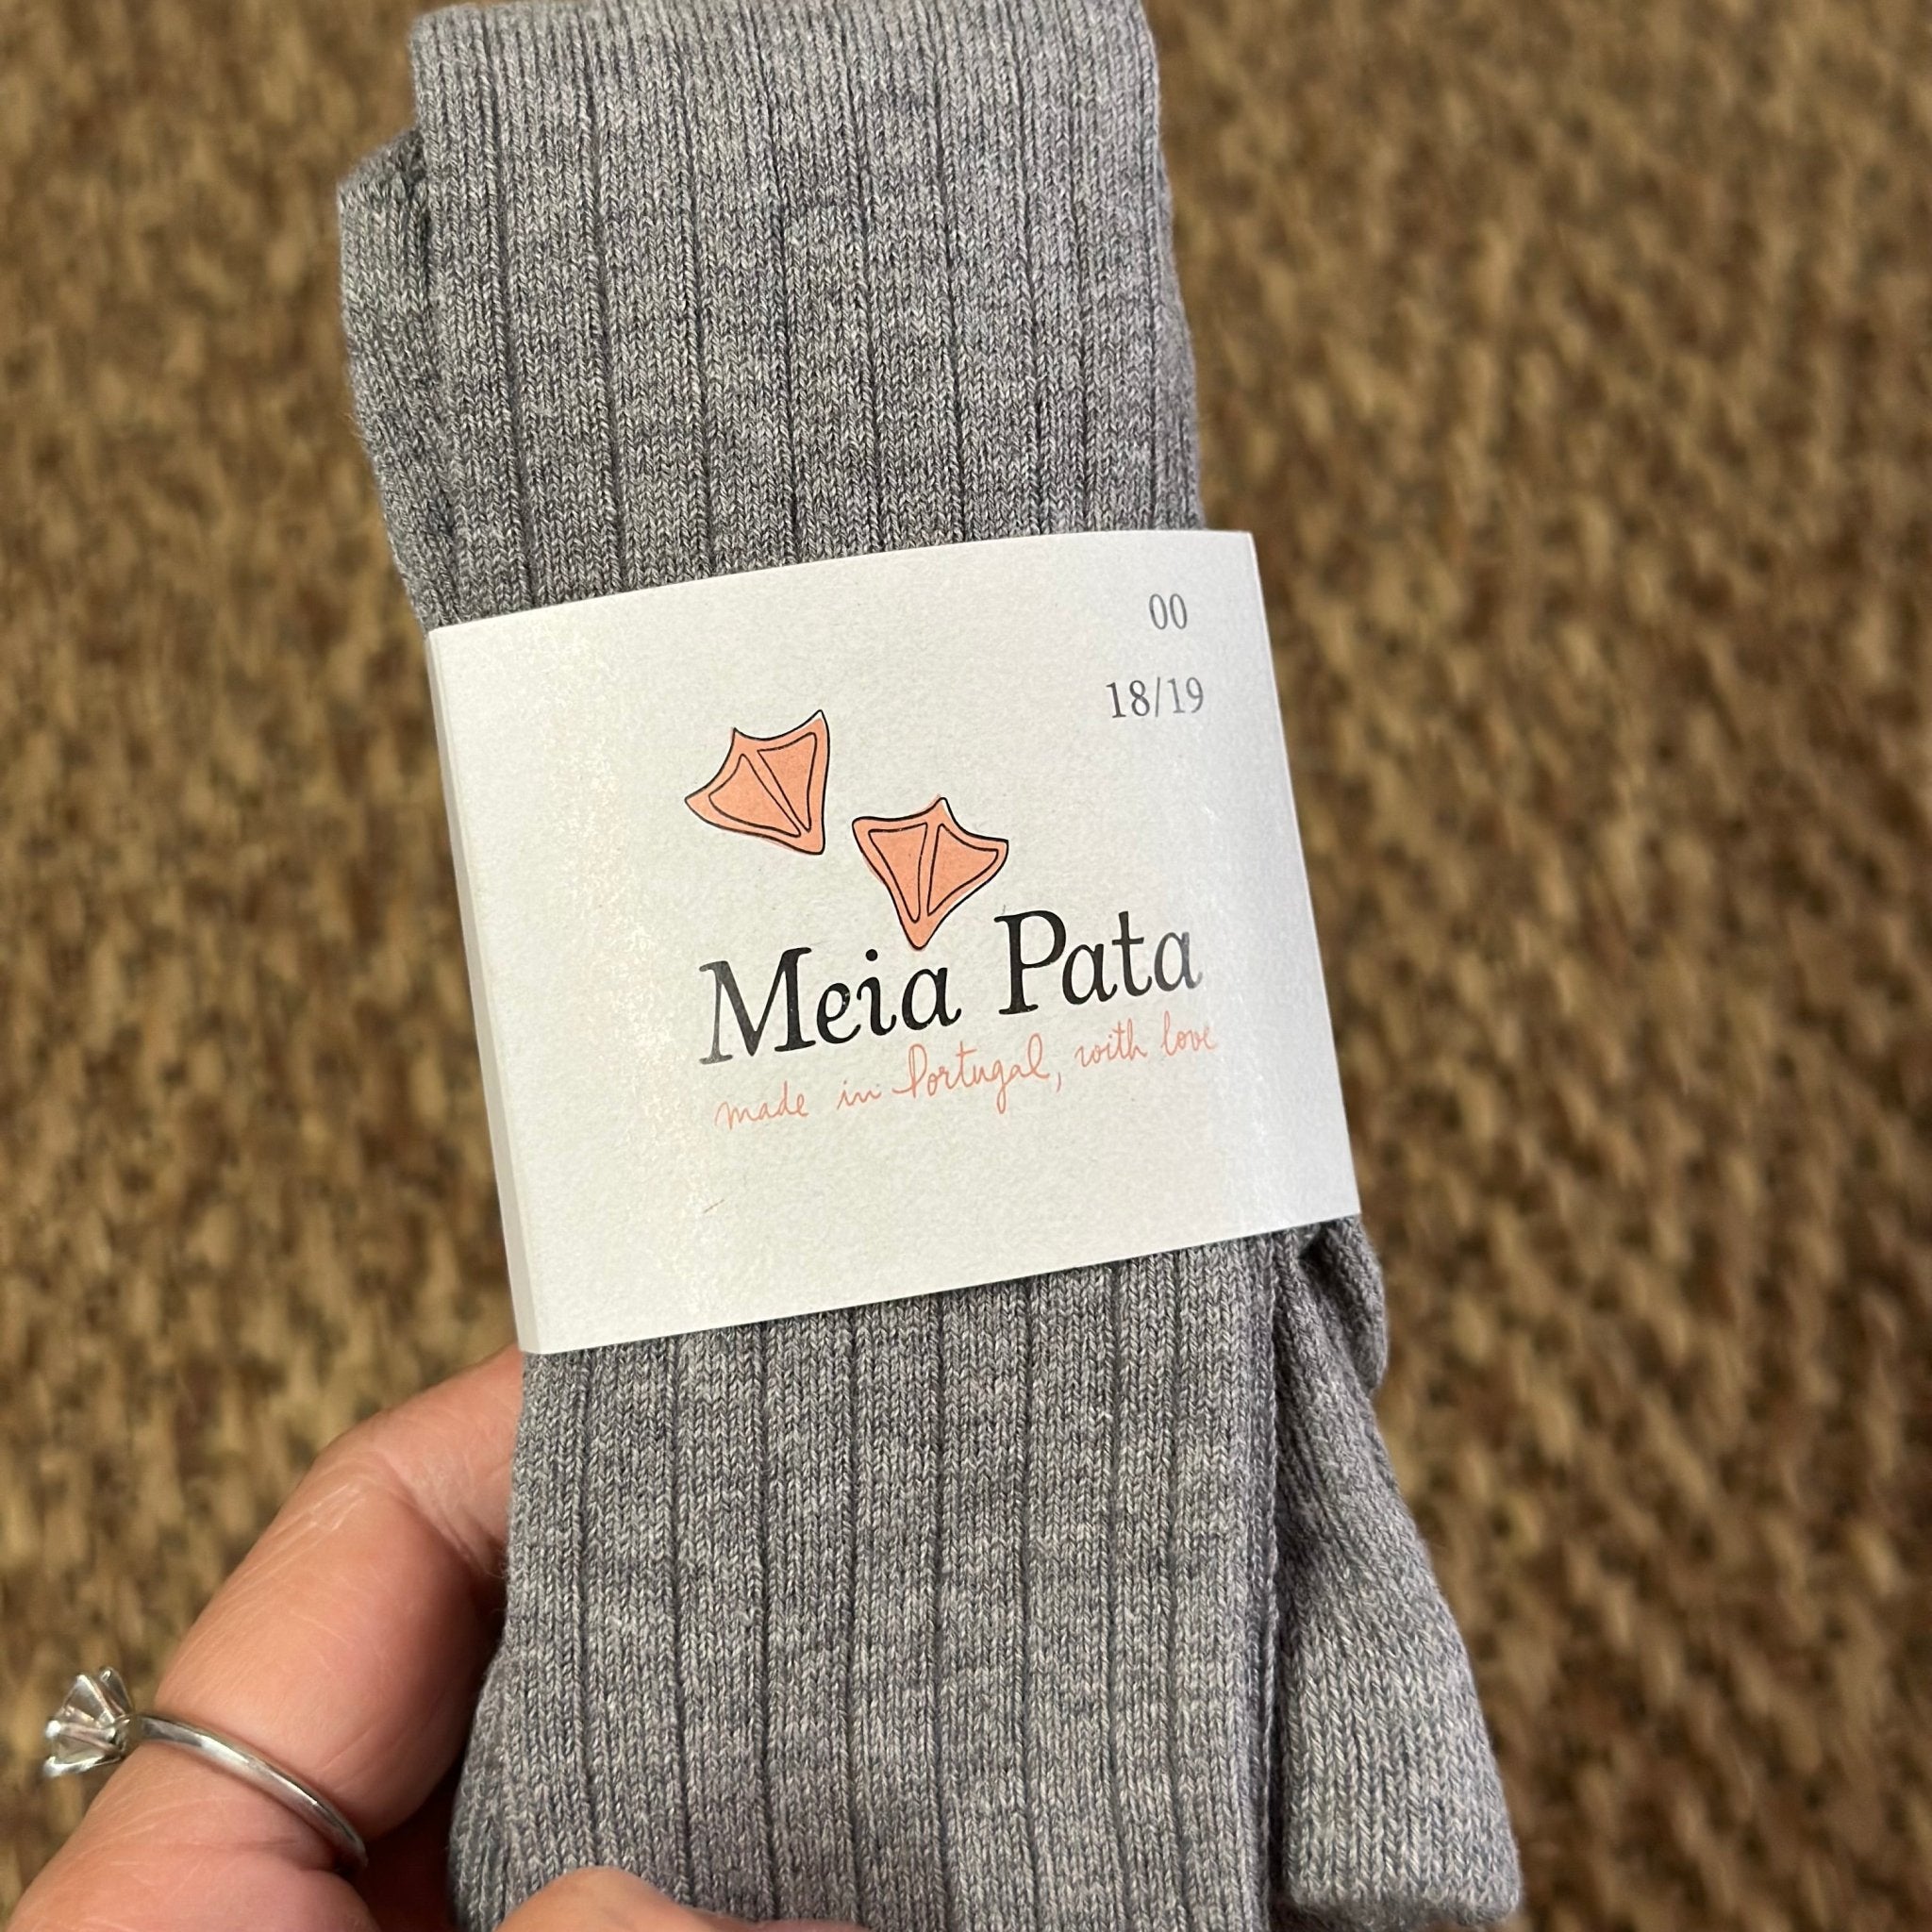 00
18/19
Meia Pata
made in Portugal, with love